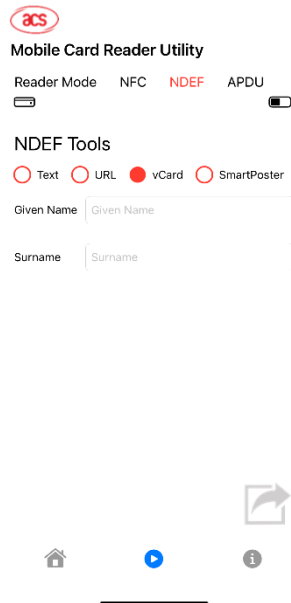 acs
Mobile Card Reader Utility
Reader Mode NFC NDEF APDU
NDEF Tools
Text URL vCard SmartPoster
Given Name Given Name
Surname Surname